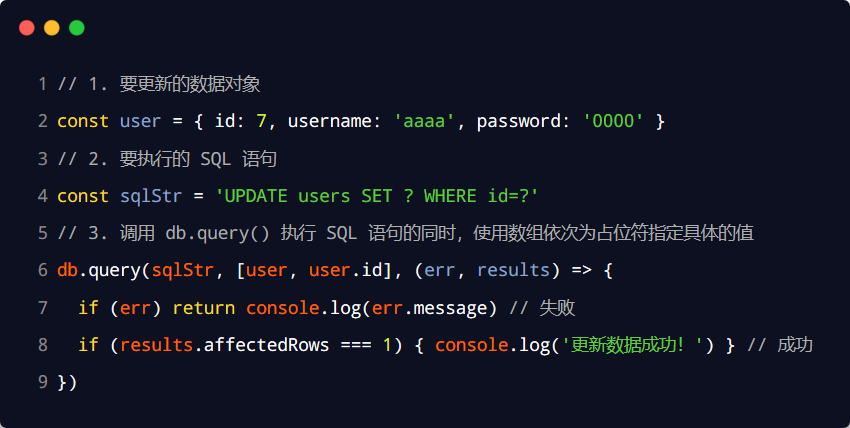 1 // 1. 要更新的数据对象
2 const user = { id: 7, username: 'aaaa', password: '0000' }
3 // 2. 要执行的 SQL 语句
4 const sqlStr = 'UPDATE users SET ? WHERE id=?'
5 // 3. 调用 db.query() 执行 SQL 语句的同时，使用数组依次为占位符指定具体的值
6 db.query(sqlStr, [user, user.id], (err, results) => {
7   if (err) return console.log(err.message) // 失败
8   if (results.affectedRows === 1) { console.log('更新数据成功！') } // 成功
9 })